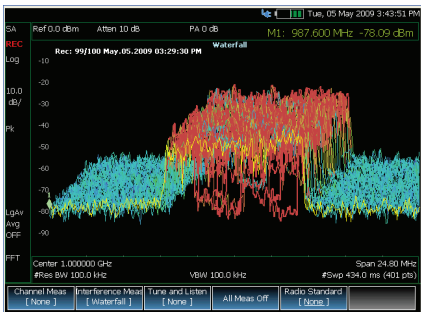 Tue, 05 May 2009 3:43:51 PM
SA Ref 0.0 dBm Atten 10 dB PA 0 dB M1: 987.600 MHz -78.09 dBm
REC Rec: 99/100 May.05.2009 03:29:30 PM Waterfall
Log
-10
-20
10.0
dB/
-30
Pk
-40
-50
-60
-70
LgAv
-80
Avg
OFF
-90
FFT
Center 1.000000 GHz Span 24.80 MHz
#Res BW 100.0 kHz VBW 100.0 kHz #Swp 434.0 ms (401 pts)
Channel Meas Interference Meas Tune and Listen All Meas Off Radio Standard
[ None ] [ Waterfall ] [ None ] [ None ]